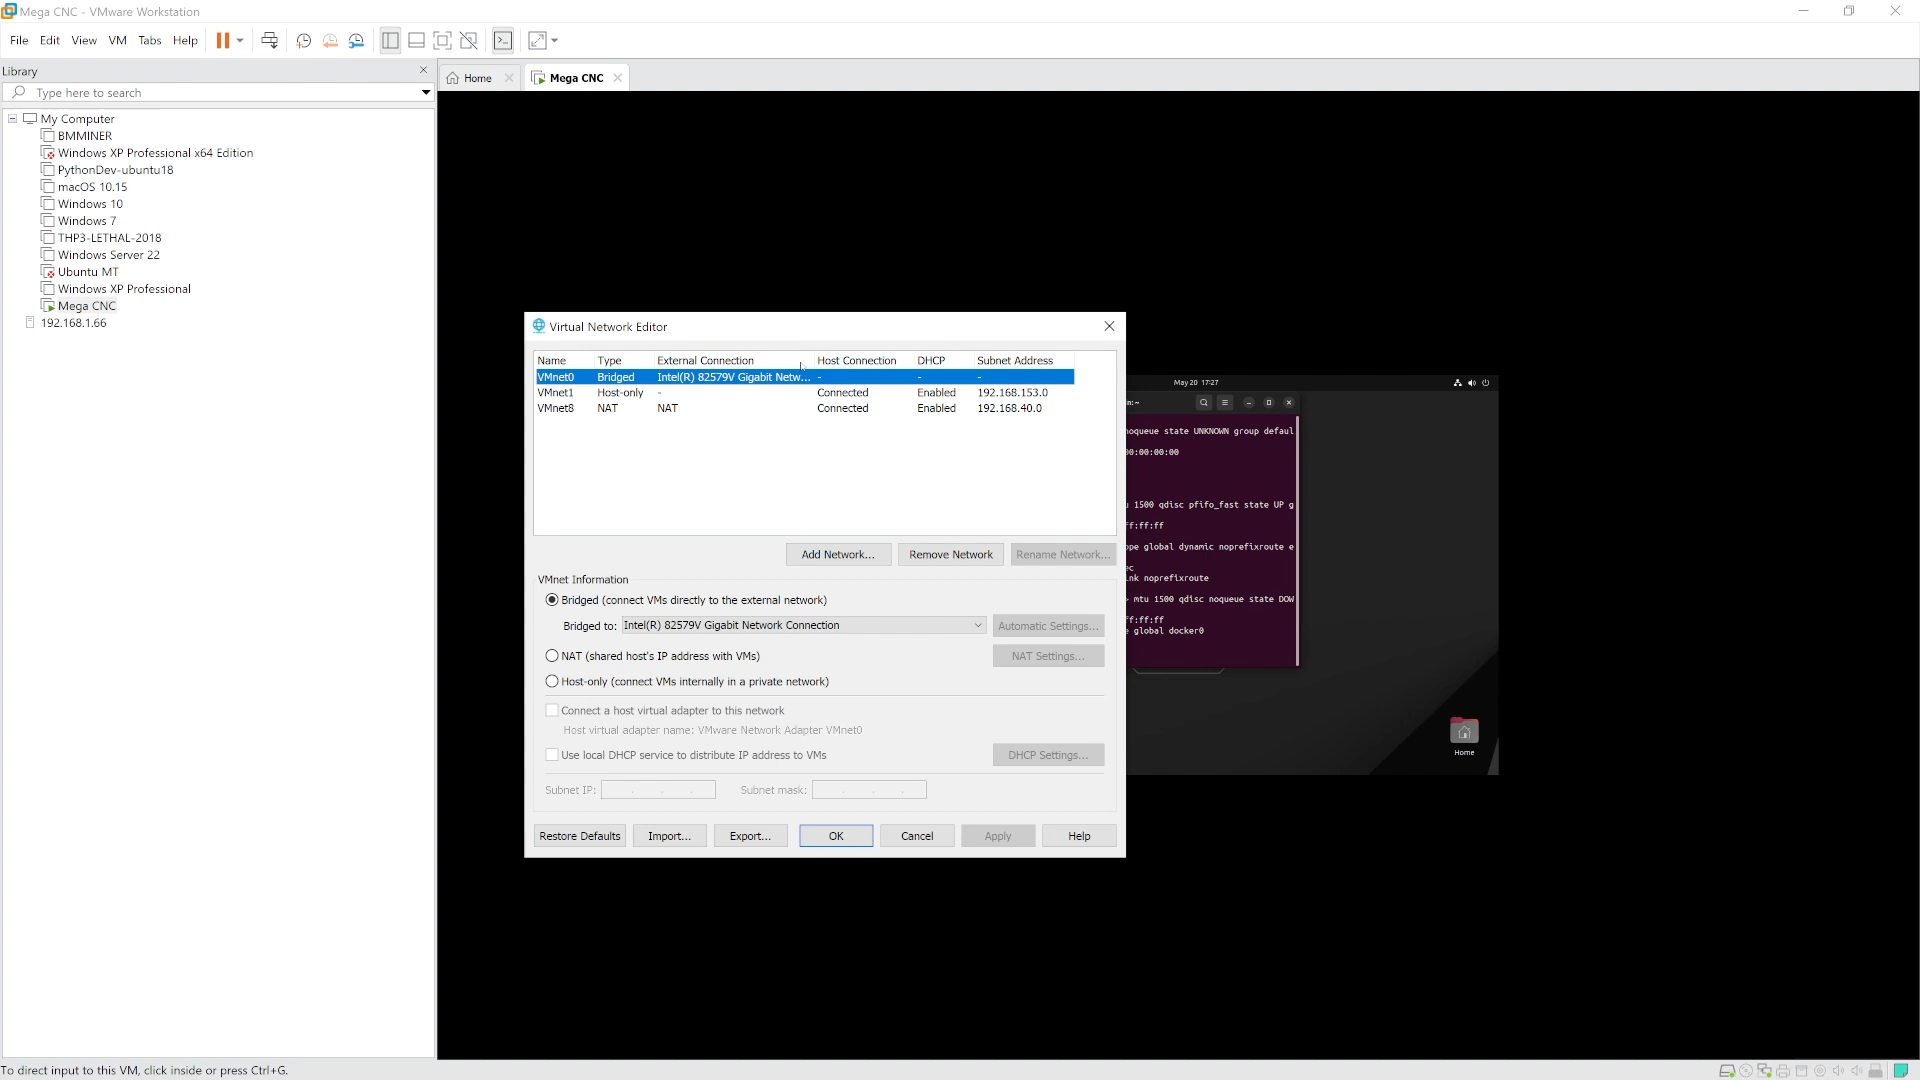 Mega CNC - VMware Workstation
File Edit View VM Tabs Help
Library
Type here to search
Home
Mega CNC
My Computer
BMMINER
Windows XP Professional x64 Edition
PythonDev-ubuntu18
macOS 10.15
Windows 10
Windows 7
THP3-LETHAL-2018
Windows Server 22
Ubuntu MT
Windows XP Professional
Mega CNC
192.168.1.66
Virtual Network Editor
Name Type External Connection Host Connection DHCP Subnet Address
VMnet0 Bridged Intel(R) 82579V Gigabit Netw... - - -
VMnet1 Host-only - Connected Enabled 192.168.153.0
VMnet8 NAT NAT Connected Enabled 192.168.40.0
Add Network... Remove Network Rename Network...
VMnet Information
Bridged (connect VMs directly to the external network)
Bridged to: Intel(R) 82579V Gigabit Network Connection Automatic Settings...
NAT (shared host's IP address with VMs) NAT Settings...
Host-only (connect VMs internally in a private network)
Connect a host virtual adapter to this network
Host virtual adapter name: VMware Network Adapter VMnet0
Use local DHCP service to distribute IP address to VMs DHCP Settings...
Subnet IP: . . . Subnet mask: . . .
Restore Defaults Import... Export... OK Cancel Apply Help
May 20 17:27
m:~
noqueue state UNKNOWN group defaul
00:00:00:00
1500 qdisc pfifo_fast state UP g
ff:ff:ff
ope global dynamic noprefixroute e
ec
ink noprefixroute
> mtu 1500 qdisc noqueue state DOW
ff:ff:ff
e global docker0
Home
To direct input to this VM, click inside or press Ctrl+G.